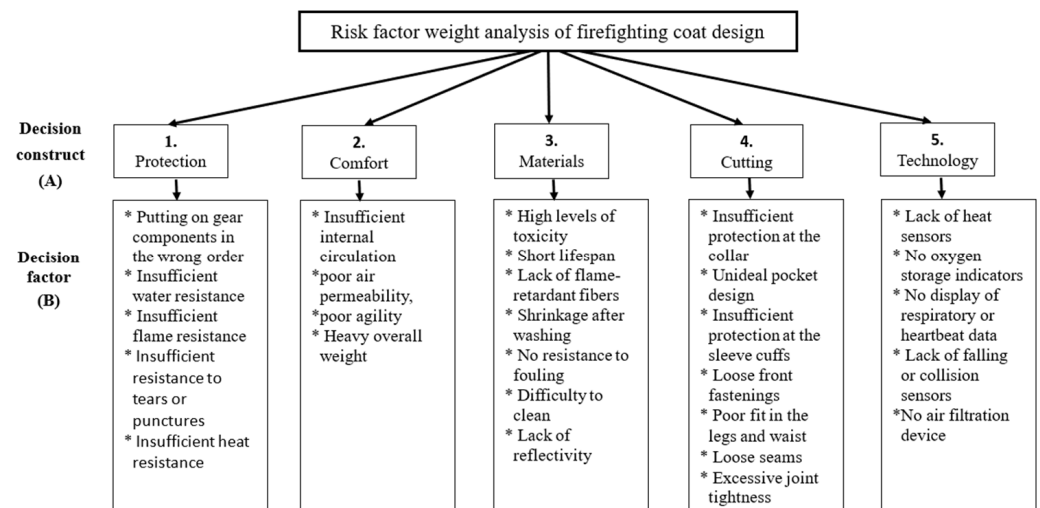 Risk factor weight analysis of firefighting coat design
Decision
construct
(A)
1.
Protection
2.
Comfort
3.
Materials
4.
Cutting
5.
Technology
Decision
factor
(B)
* Putting on gear
components in
the wrong order
* Insufficient
water resistance
* Insufficient
flame resistance
* Insufficient
resistance to
tears or
punctures
* Insufficient heat
resistance
* Insufficient
internal
circulation
*poor air
permeability,
*poor agility
* Heavy overall
weight
* High levels of
toxicity
* Short lifespan
* Lack of flame-
retardant fibers
* Shrinkage after
washing
* No resistance to
fouling
* Difficulty to
clean
* Lack of
reflectivity
* Insufficient
protection at the
collar
* Unideal pocket
design
* Insufficient
protection at the
sleeve cuffs
* Loose front
fastenings
* Poor fit in the
legs and waist
* Loose seams
* Excessive joint
tightness
* Lack of heat
sensors
* No oxygen
storage indicators
* No display of
respiratory or
heartbeat data
* Lack of falling
or collision
sensors
*No air filtration
device